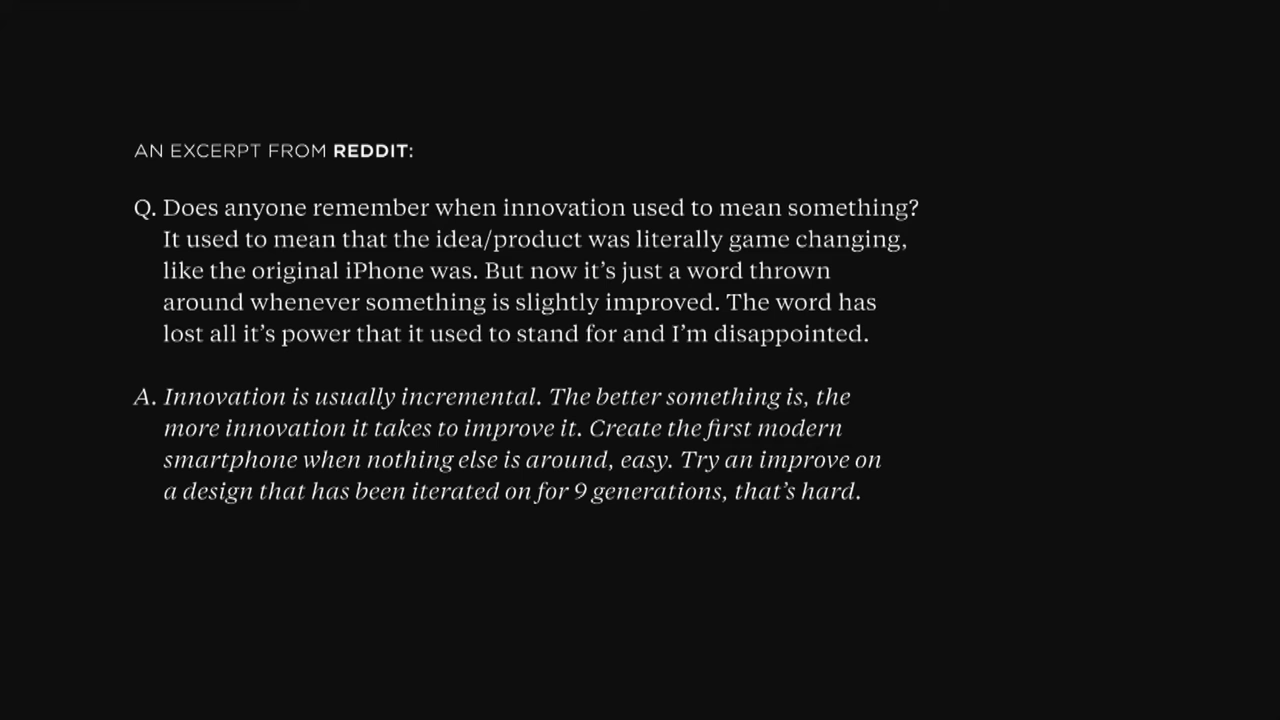 AN EXCERPT FROM REDDIT:
Q. Does anyone remember when innovation used to mean something?
It used to mean that the idea/product was literally game changing,
like the original iPhone was. But now it’s just a word thrown
around whenever something is slightly improved. The word has
lost all it’s power that it used to stand for and I’m disappointed.
A. Innovation is usually incremental. The better something is, the
more innovation it takes to improve it. Create the first modern
smartphone when nothing else is around, easy. Try an improve on
a design that has been iterated on for 9 generations, that’s hard.